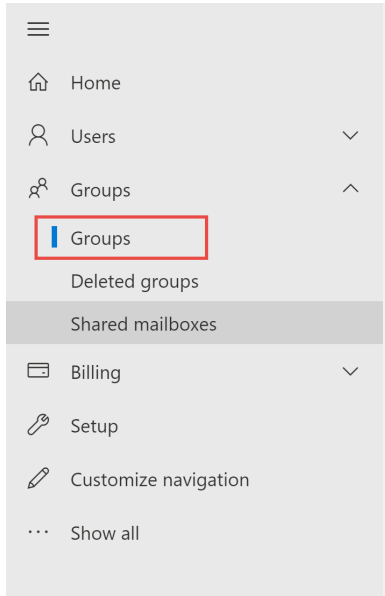 Home
Users
Groups
Groups
Deleted groups
Shared mailboxes
Billing
Setup
Customize navigation
Show all